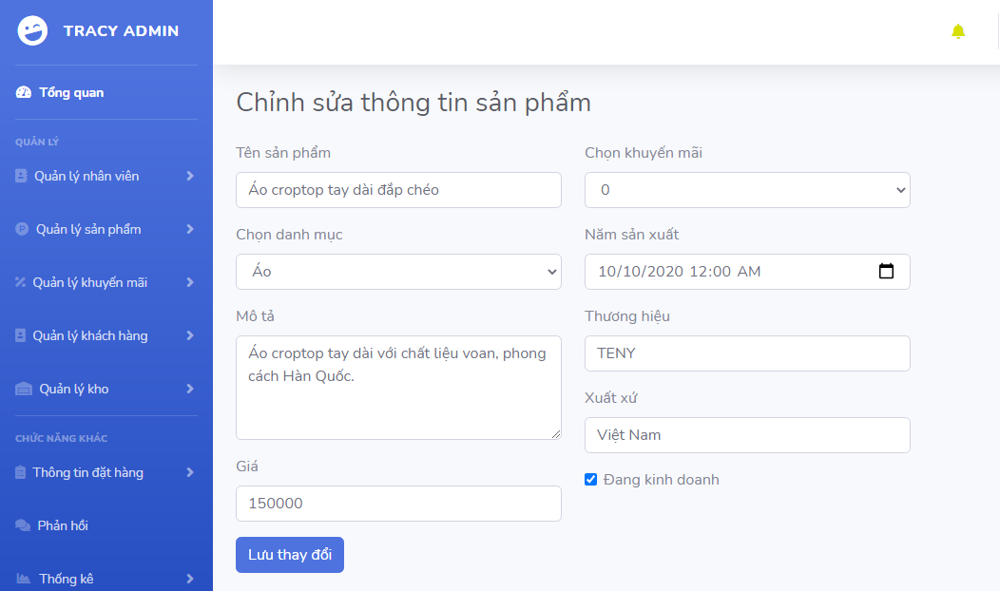 TRACY ADMIN
Tổng quan
QUẢN LÝ
Quản lý nhân viên
Quản lý sản phẩm
Quản lý khuyến mãi
Quản lý khách hàng
Quản lý kho
CHỨC NĂNG KHÁC
Thông tin đặt hàng
Phản hồi
Thống kê
Chỉnh sửa thông tin sản phẩm
Tên sản phẩm
Áo croptop tay dài đắp chéo
Chọn danh mục
Áo
Mô tả
Áo croptop tay dài với chất liệu voan, phong
cách Hàn Quốc.
Giá
150000
Lưu thay đổi
Chọn khuyến mãi
0
Năm sản xuất
10/10/2020 12:00 AM
Thương hiệu
TENY
Xuất xứ
Việt Nam
Đang kinh doanh